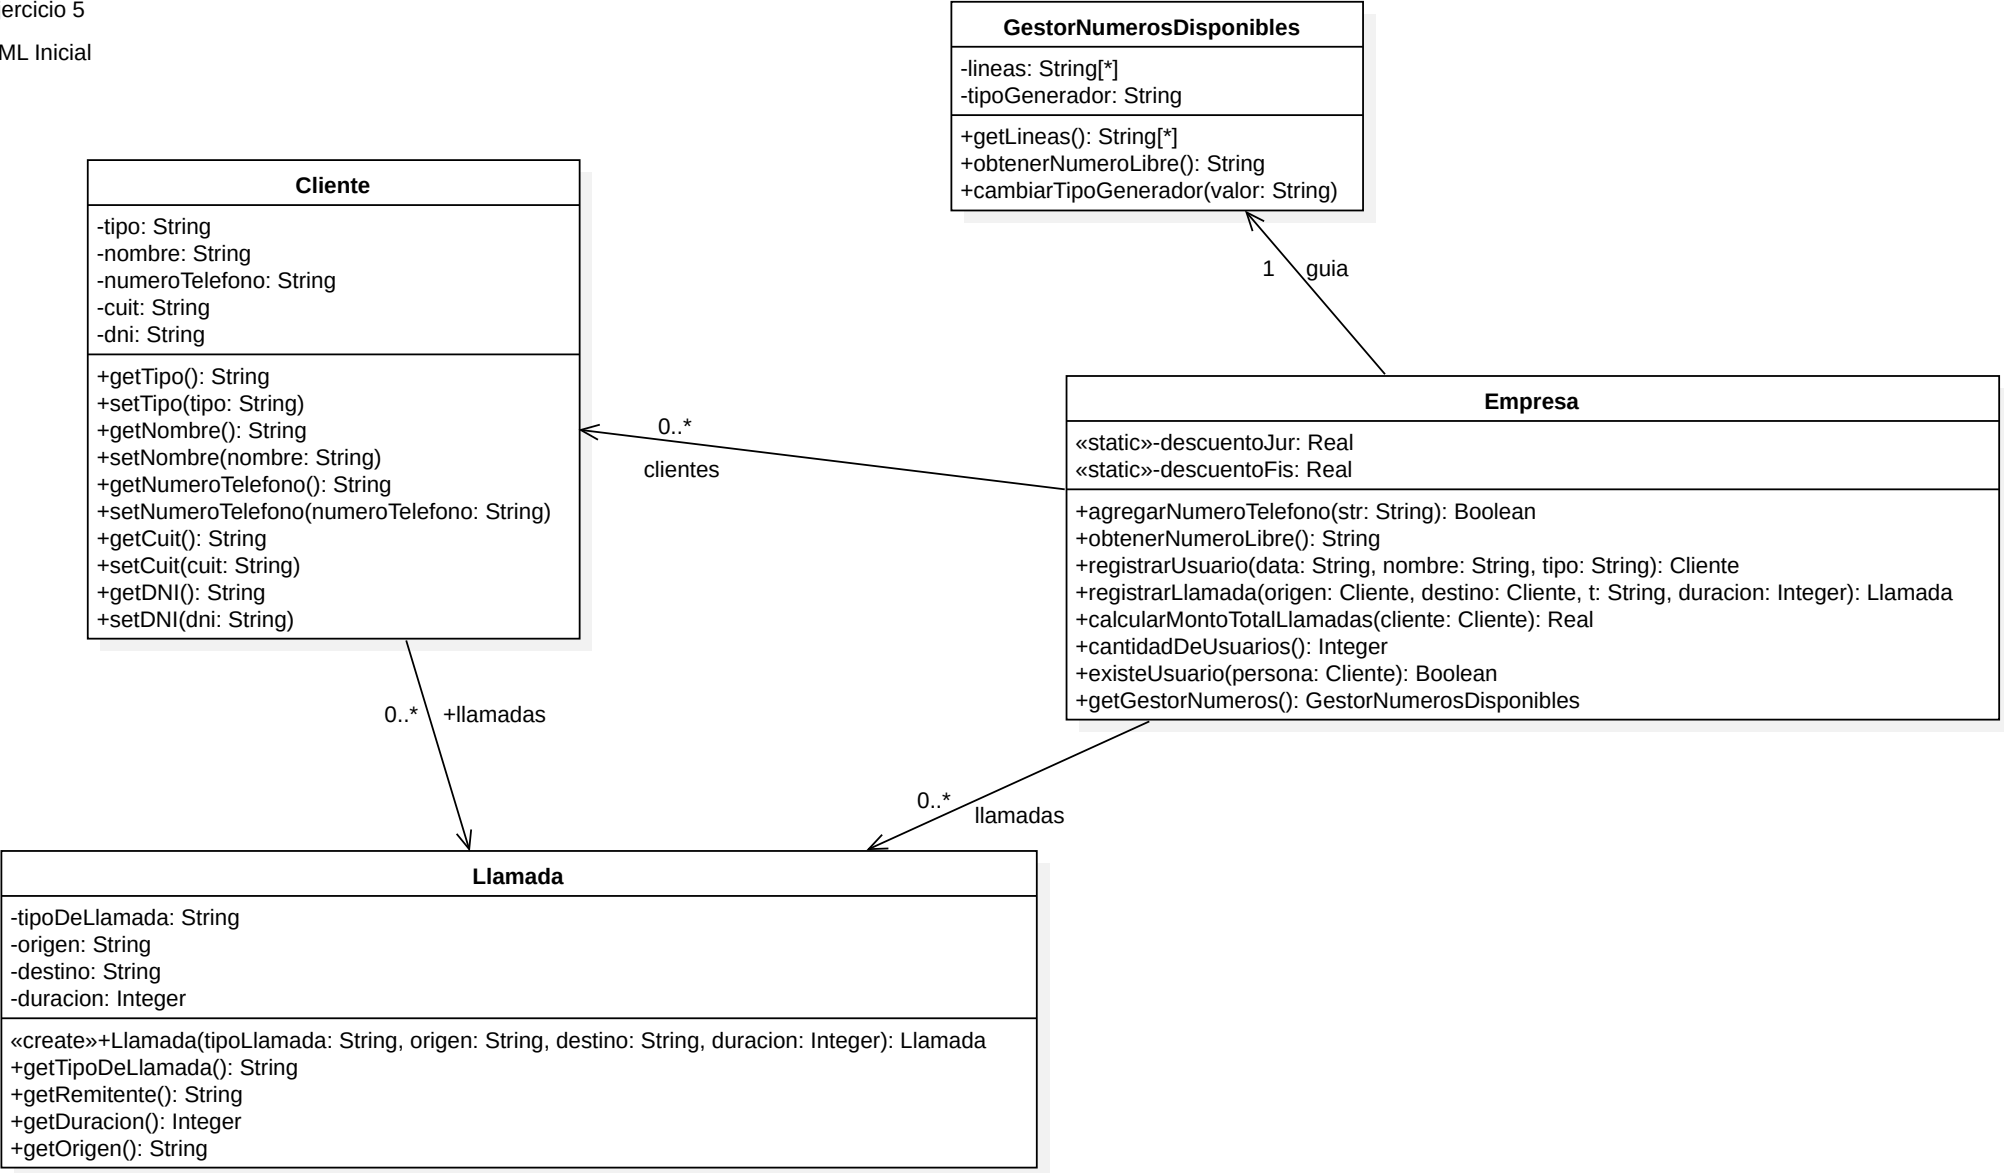 ercicio 5
ML Inicial
GestorNumerosDisponibles
-lineas: String[*]
-tipoGenerador: String
+getLineas(): String[*]
+obtenerNumeroLibre(): String
+cambiarTipoGenerador(valor: String)
Cliente
-tipo: String
-nombre: String
-numeroTelefono: String
-cuit: String
-dni: String
+getTipo(): String
+setTipo(tipo: String)
+getNombre(): String
+setNombre(nombre: String)
+getNumeroTelefono(): String
+setNumeroTelefono(numeroTelefono: String)
+getCuit(): String
+setCuit(cuit: String)
+getDNI(): String
+setDNI(dni: String)
1 guia
Empresa
«static»-descuentoJur: Real
«static»-descuentoFis: Real
+agregarNumeroTelefono(str: String): Boolean
+obtenerNumeroLibre(): String
+registrarUsuario(data: String, nombre: String, tipo: String): Cliente
+registrarLlamada(origen: Cliente, destino: Cliente, t: String, duracion: Integer): Llamada
+calcularMontoTotalLlamadas(cliente: Cliente): Real
+cantidadDeUsuarios(): Integer
+existeUsuario(persona: Cliente): Boolean
+getGestorNumeros(): GestorNumerosDisponibles
0..*
clientes
0..* +llamadas
0..*
llamadas
Llamada
-tipoDeLlamada: String
-origen: String
-destino: String
-duracion: Integer
«create»+Llamada(tipoLlamada: String, origen: String, destino: String, duracion: Integer): Llamada
+getTipoDeLlamada(): String
+getRemitente(): String
+getDuracion(): Integer
+getOrigen(): String